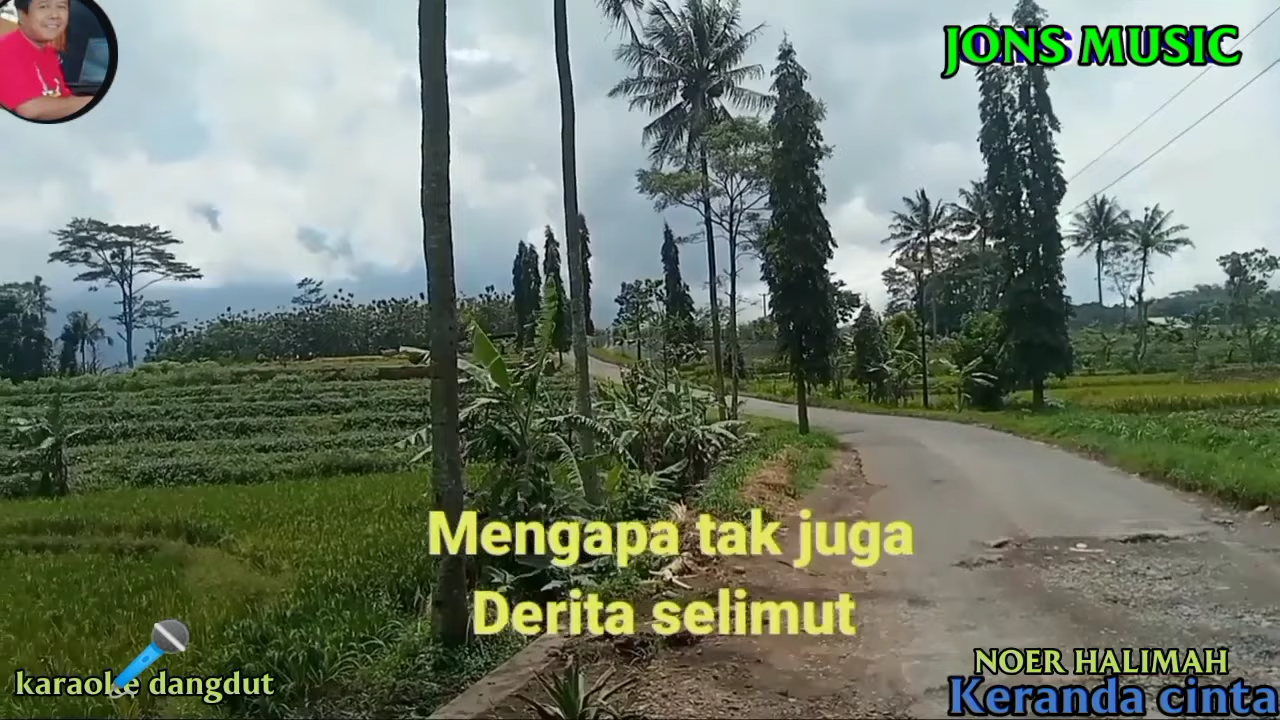 JONS MUSIC
Mengapa tak juga
Derita selimut
karaoke dangdut
NOER HALIMAH
Keranda cinta